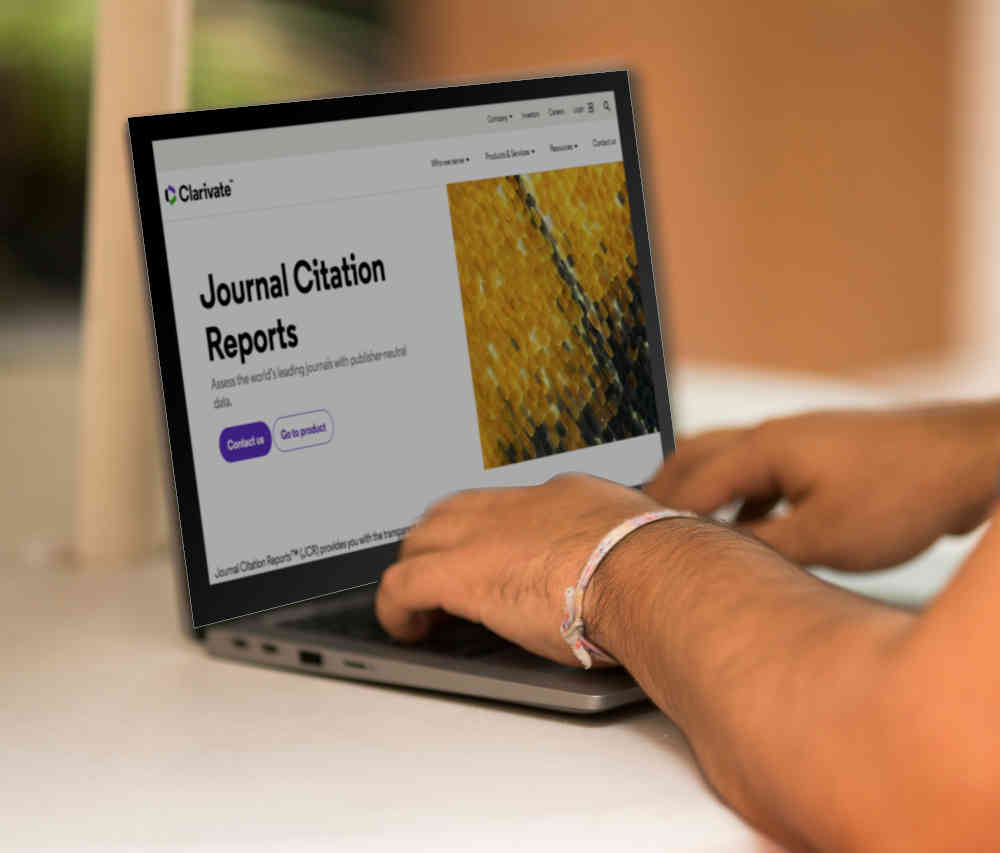 Company Investors Careers Login
Clarivate™
Who we serve Products & Services Resources Contact us
Journal Citation
Reports
Assess the world's leading journals with publisher-neutral
data.
Contact us Go to product
Journal Citation Reports™ (JCR) provides you with the